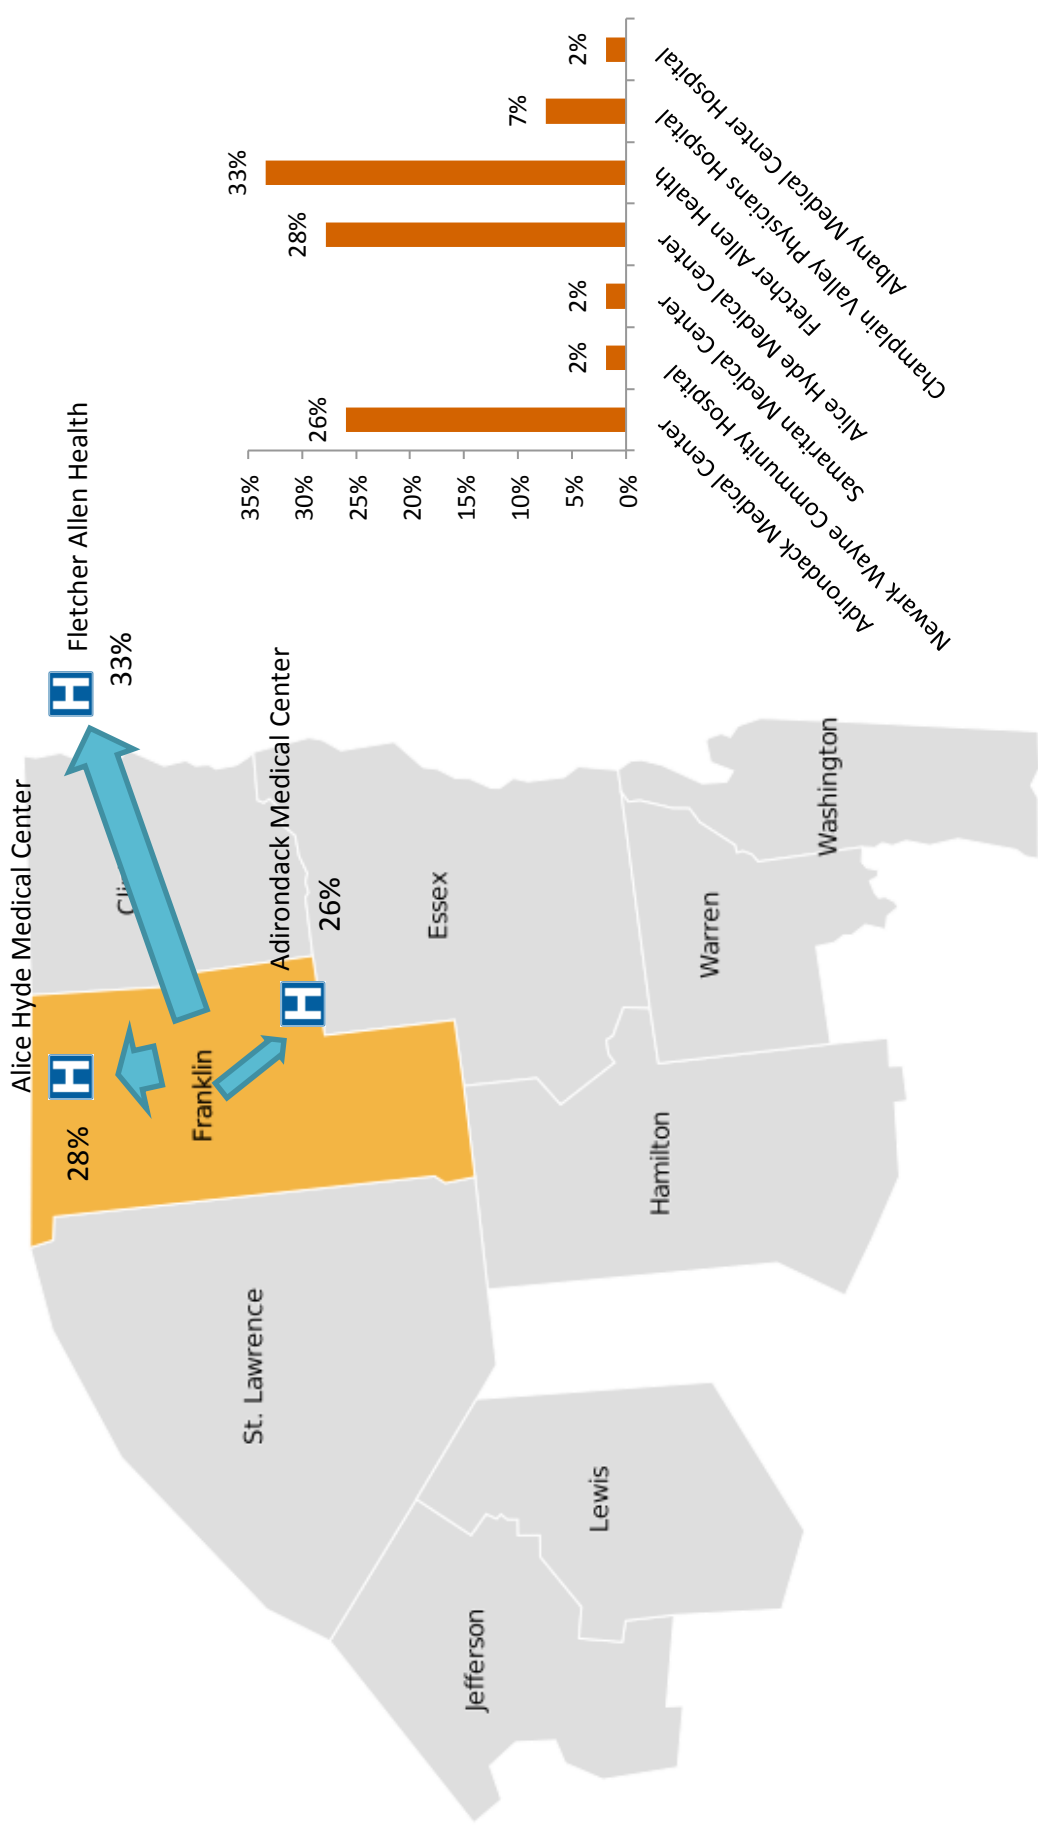 Alice Hyde Medical Center
28%
Fletcher Allen Health
33%
Franklin
Adirondack Medical Center
26%
St. Lawrence
Essex
Jefferson
Lewis
Hamilton
Warren
Washington
35%
30%
25%
20%
15%
10%
5%
0%
26%
2%
2%
28%
33%
7%
2%
Adirondack Medical Center
Newark Wayne Community Hospital
Samaritan Medical Center
Alice Hyde Medical Center
Fletcher Allen Health
Champlain Valley Physicians Hospital
Albany Medical Center Hospital